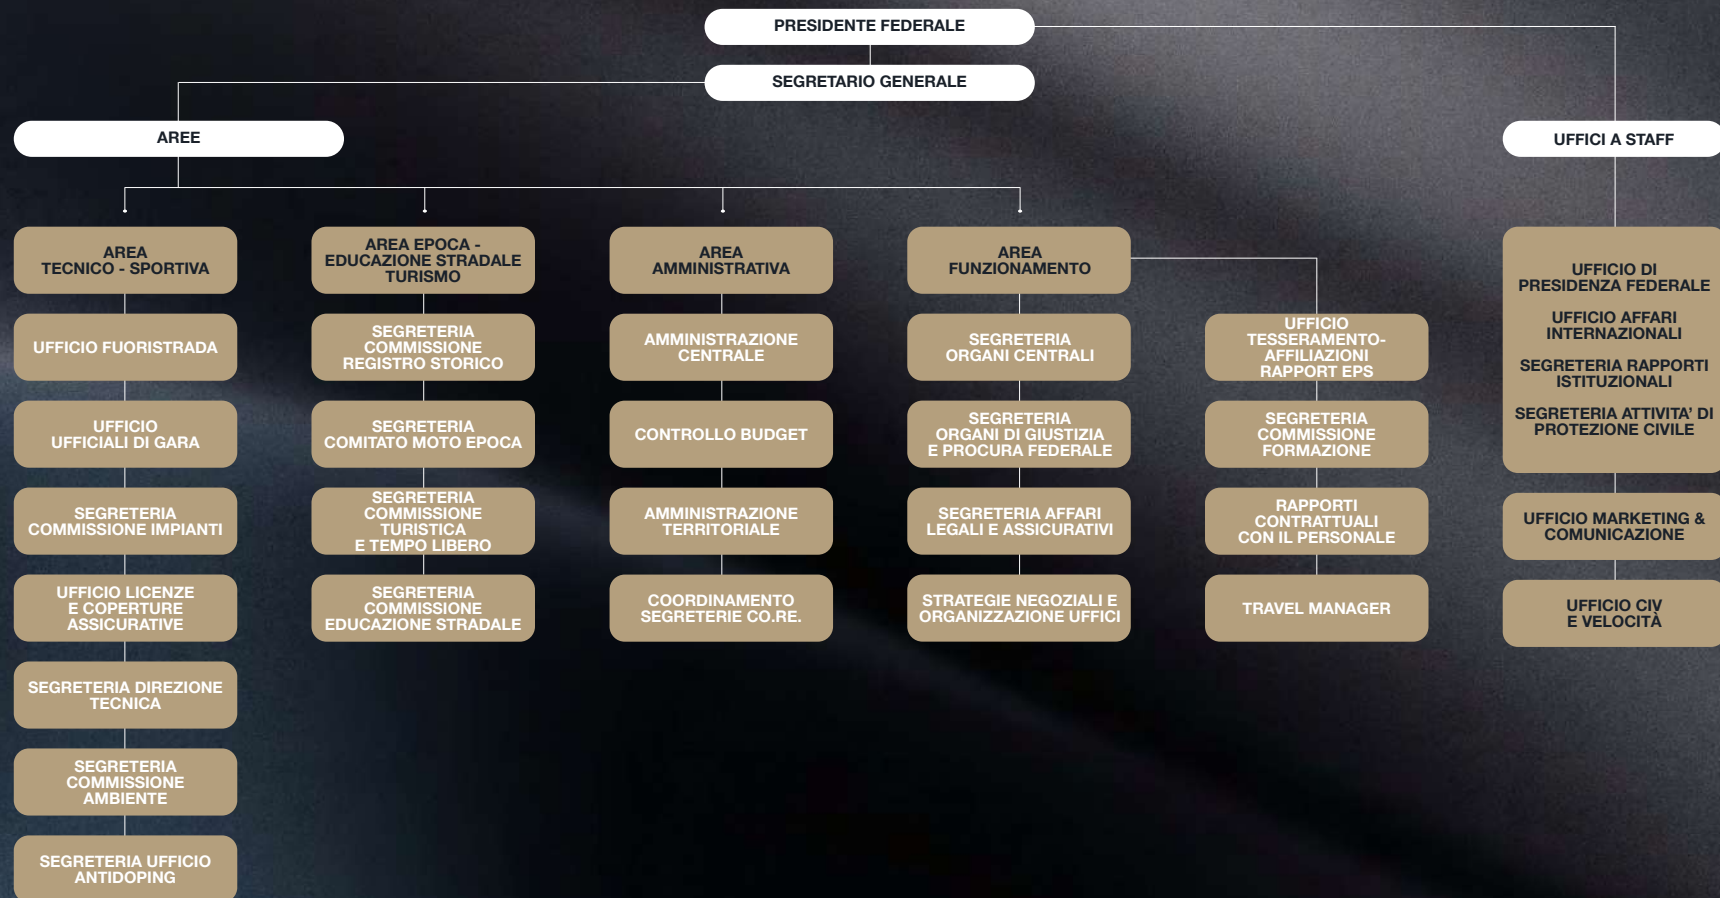 PRESIDENTE FEDERALE
SEGRETARIO GENERALE
AREE
UFFICI A STAFF
AREA
TECNICO - SPORTIVA
UFFICIO FUORISTRADA
UFFICIO
UFFICIALI DI GARA
SEGRETERIA
COMMISSIONE IMPIANTI
UFFICIO LICENZE
E COPERTURE
ASSICURATIVE
SEGRETERIA DIREZIONE
TECNICA
SEGRETERIA
COMMISSIONE
AMBIENTE
SEGRETERIA UFFICIO
ANTIDOPING
AREA EPOCA -
EDUCAZIONE STRADALE
TURISMO
SEGRETERIA
COMMISSIONE
REGISTRO STORICO
SEGRETERIA
COMITATO MOTO EPOCA
SEGRETERIA
COMMISSIONE
TURISTICA
E TEMPO LIBERO
SEGRETERIA
COMMISSIONE
EDUCAZIONE STRADALE
AREA
AMMINISTRATIVA
AMMINISTRAZIONE
CENTRALE
CONTROLLO BUDGET
AMMINISTRAZIONE
TERRITORIALE
COORDINAMENTO
SEGRETERIE CO.RE.
AREA
FUNZIONAMENTO
SEGRETERIA
ORGANI CENTRALI
SEGRETERIA
ORGANI DI GIUSTIZIA
E PROCURA FEDERALE
SEGRETERIA AFFARI
LEGALI E ASSICURATIVI
STRATEGIE NEGOZIALI E
ORGANIZZAZIONE UFFICI
UFFICIO
TESSERAMENTO-
AFFILIAZIONI
RAPPORT EPS
SEGRETERIA
COMMISSIONE
FORMAZIONE
RAPPORTI
CONTRATTUALI
CON IL PERSONALE
TRAVEL MANAGER
UFFICIO DI
PRESIDENZA FEDERALE
UFFICIO AFFARI
INTERNAZIONALI
SEGRETERIA RAPPORTI
ISTITUZIONALI
SEGRETERIA ATTIVITA' DI
PROTEZIONE CIVILE
UFFICIO MARKETING &
COMUNICAZIONE
UFFICIO CIV
E VELOCITÀ